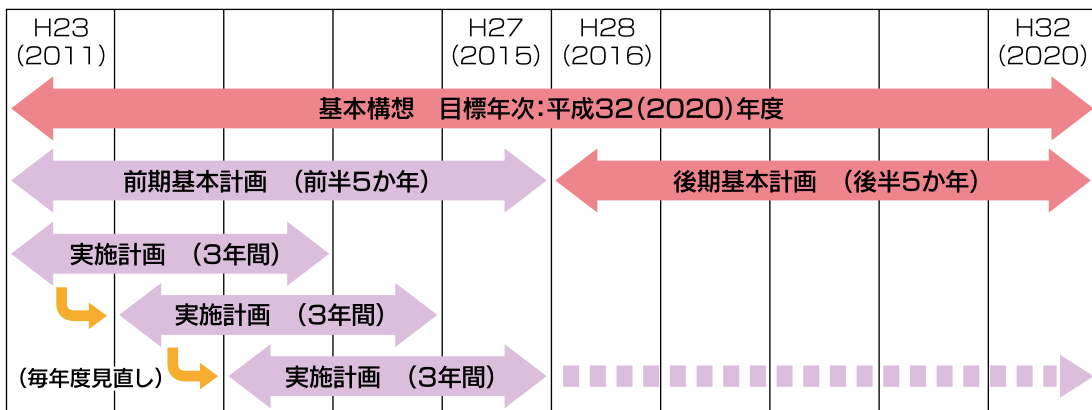 H23
(2011)
H27
(2015)
H28
(2016)
H32
(2020)
基本構想　目標年次：平成32(2020)年度
前期基本計画　(前半5か年)
後期基本計画　(後半5か年)
実施計画　(3年間)
実施計画　(3年間)
(毎年度見直し)
実施計画　(3年間)